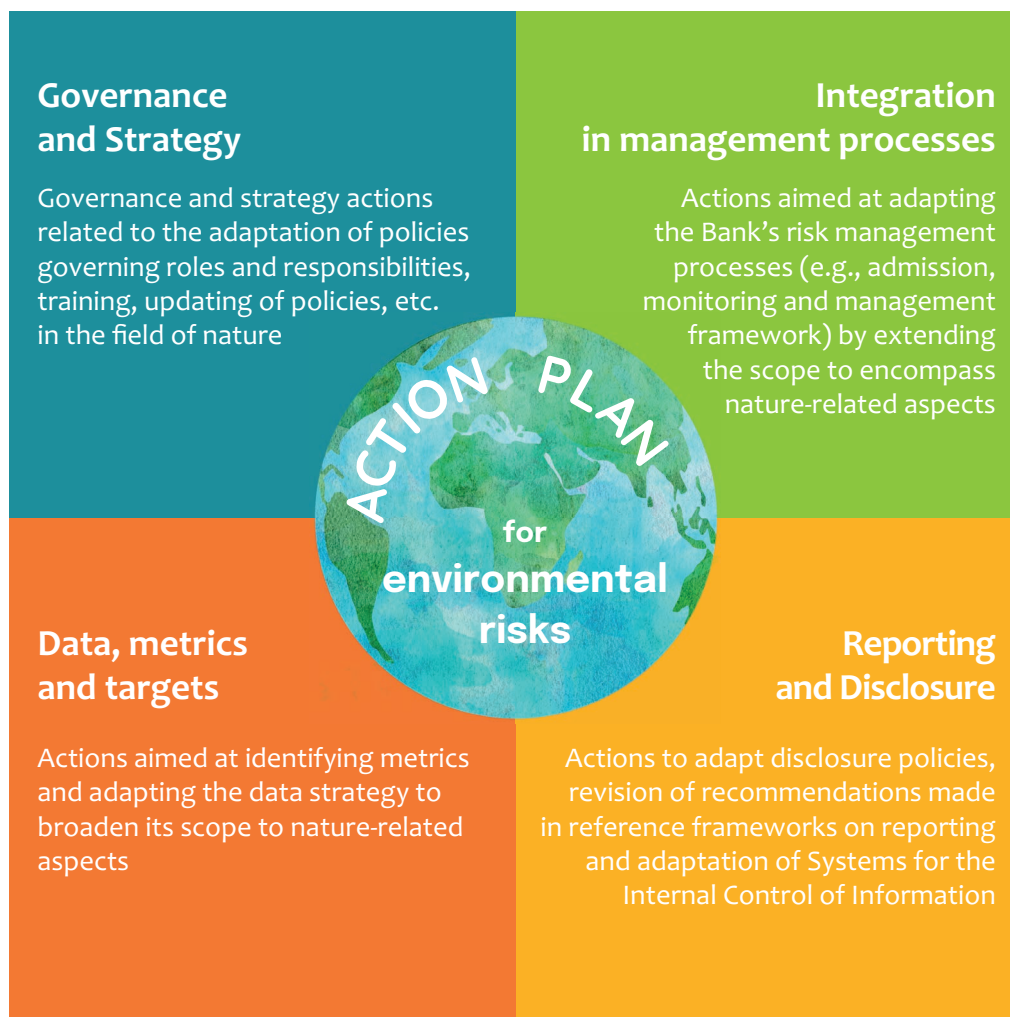 Governance
and Strategy
Governance and strategy actions
related to the adaptation of policies
governing roles and responsibilities,
training, updating of policies, etc.
in the field of nature
Integration
in management processes
Actions aimed at adapting
the Bank’s risk management
processes (e.g., admission,
monitoring and management
framework) by extending
the scope to encompass
nature-related aspects
ACTION PLAN
for
environmental
risks
Data, metrics
and targets
Actions aimed at identifying metrics
and adapting the data strategy to
broaden its scope to nature-related
aspects
Reporting
and Disclosure
Actions to adapt disclosure policies,
revision of recommendations made
in reference frameworks on reporting
and adaptation of Systems for the
Internal Control of Information